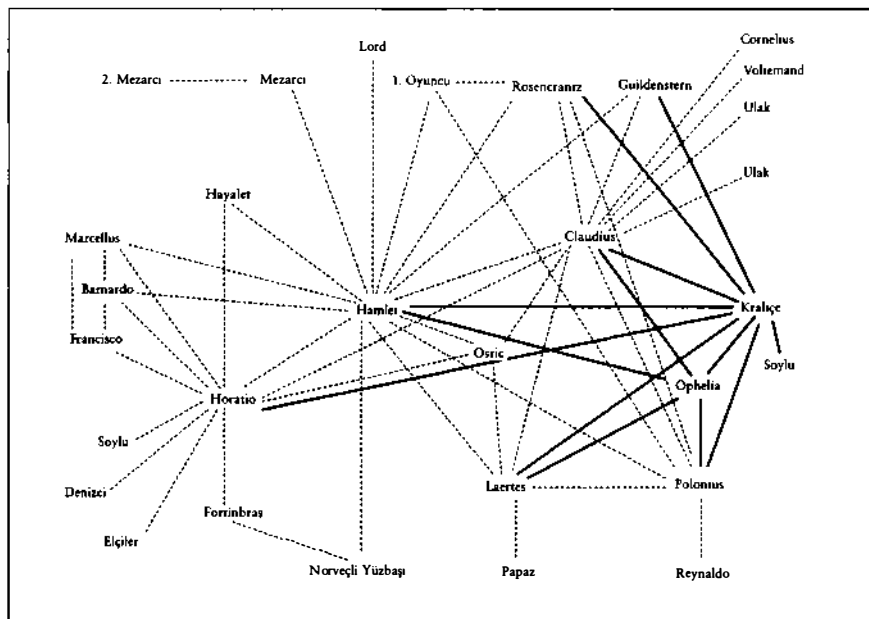 Lord
Cornelius
2. Mezarcı
Mezarcı
1. Oyuncu
Rosencrantz
Guildenstern
Voltemand
Ulak
Ulak
Hayalet
Marcellus
Claudius
Barnardo
Hamlet
Kraliçe
Francisco
Osric
Soylu
Ophelia
Horatio
Soylu
Laertes
Polonius
Denizci
Fortinbraş
Elçiler
Norveçli Yüzbaşı
Papaz
Reynaldo